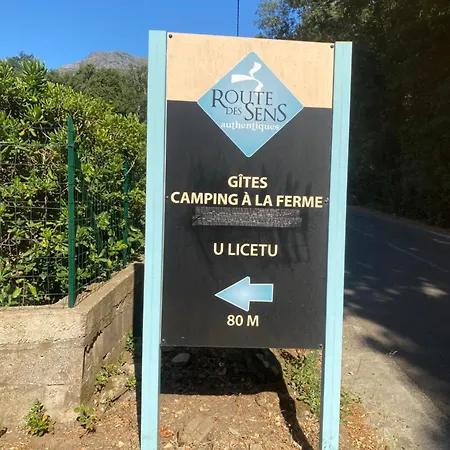 ROUTE
DES SENS
authentiques
GÎTES
CAMPING À LA FERME
U LICETU
80 M